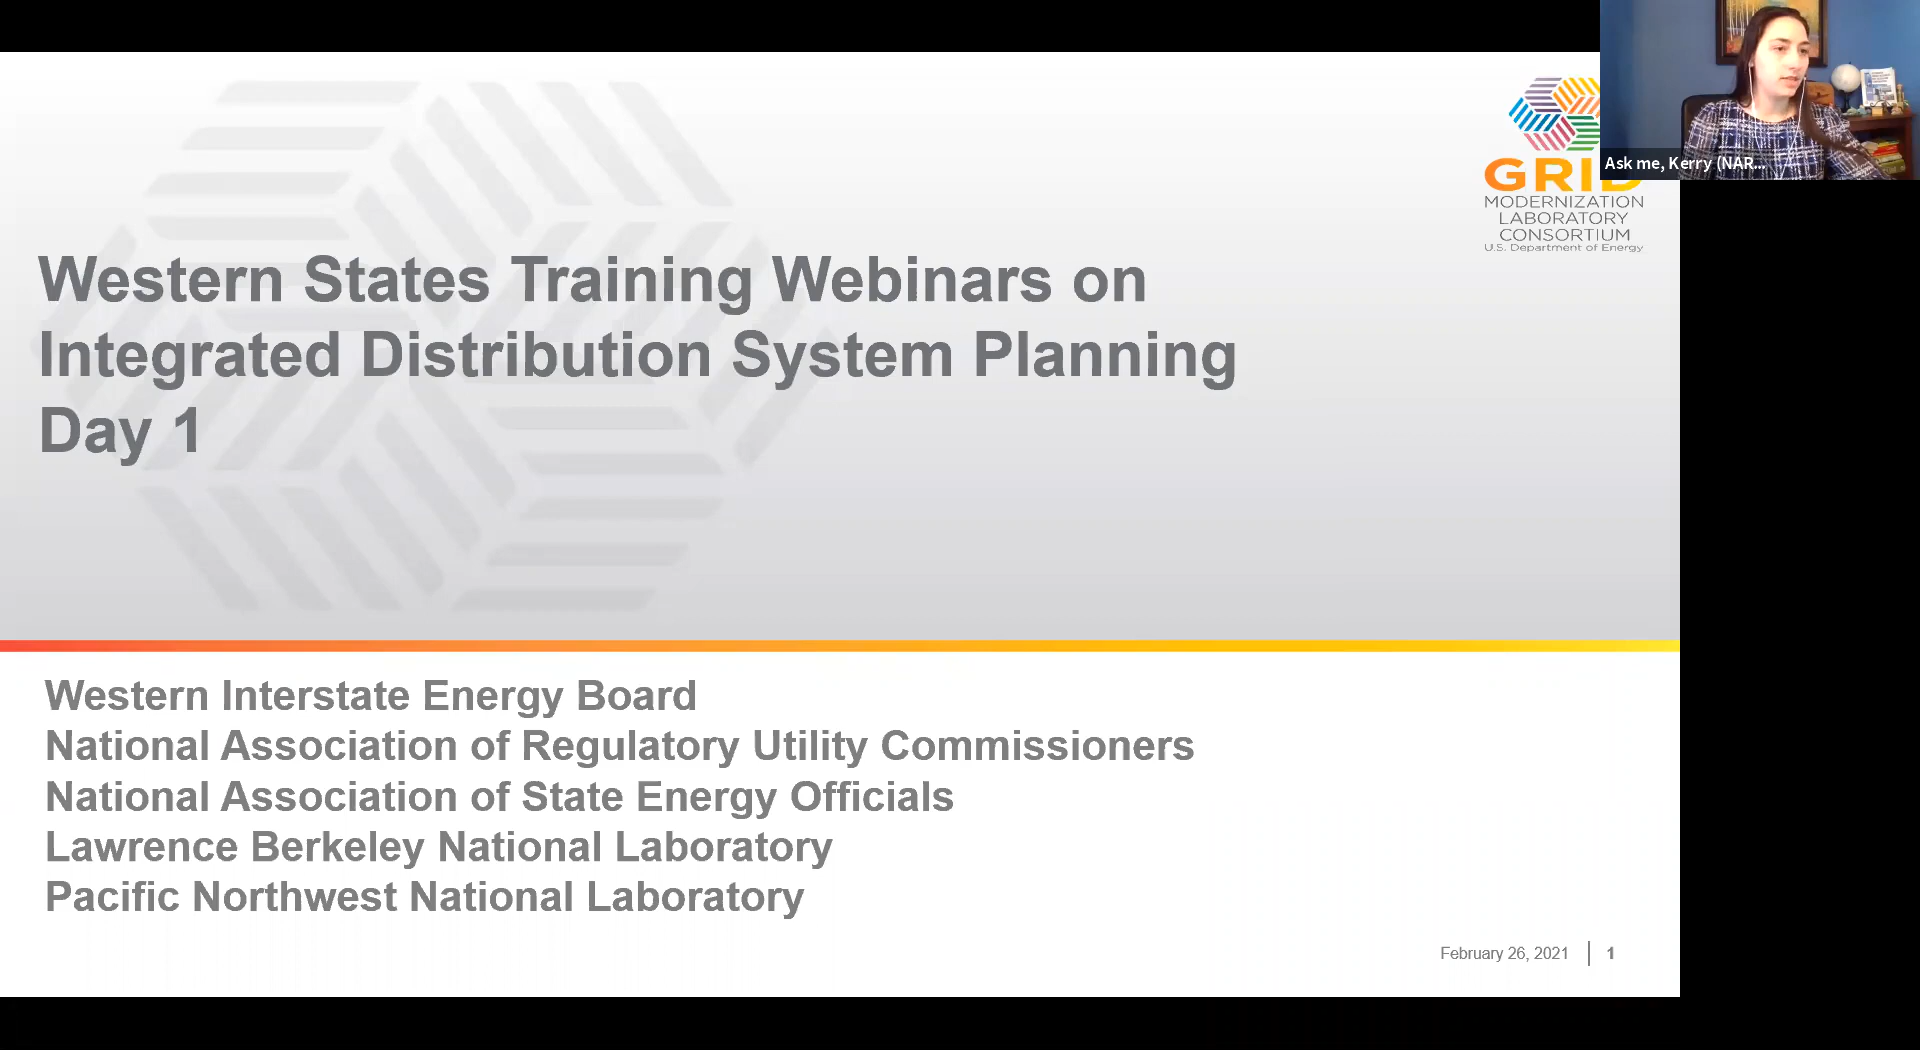 Western States Training Webinars on
Integrated Distribution System Planning
Day 1
GRID
MODERNIZATION
LABORATORY
CONSORTIUM
U.S. Department of Energy
Ask me, Kerry (NAR...
Western Interstate Energy Board
National Association of Regulatory Utility Commissioners
National Association of State Energy Officials
Lawrence Berkeley National Laboratory
Pacific Northwest National Laboratory
February 26, 2021 | 1